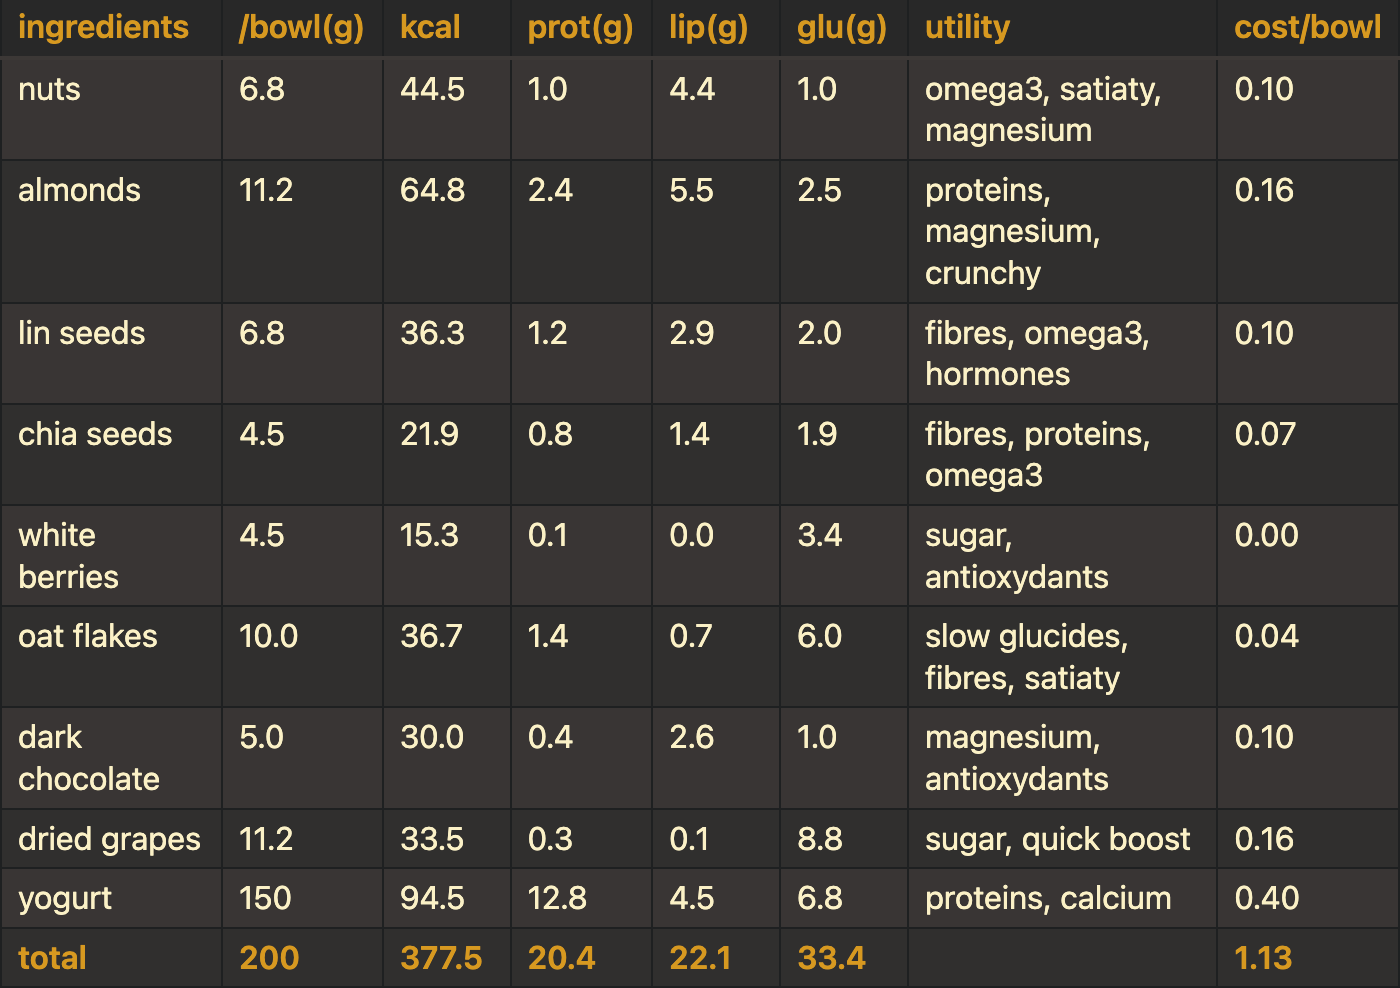 ingredients /bowl(g) kcal prot(g) lip(g) glu(g) utility cost/bowl
nuts 6.8 44.5 1.0 4.4 1.0 omega3, satiaty, 0.10
magnesium
almonds 11.2 64.8 2.4 5.5 2.5 proteins, 0.16
magnesium,
crunchy
lin seeds 6.8 36.3 1.2 2.9 2.0 fibres, omega3, 0.10
hormones
chia seeds 4.5 21.9 0.8 1.4 1.9 fibres, proteins, 0.07
omega3
white 4.5 15.3 0.1 0.0 3.4 sugar, 0.00
berries antioxydants
oat flakes 10.0 36.7 1.4 0.7 6.0 slow glucides, 0.04
fibres, satiaty
dark 5.0 30.0 0.4 2.6 1.0 magnesium, 0.10
chocolate antioxydants
dried grapes 11.2 33.5 0.3 0.1 8.8 sugar, quick boost 0.16
yogurt 150 94.5 12.8 4.5 6.8 proteins, calcium 0.40
total 200 377.5 20.4 22.1 33.4 1.13